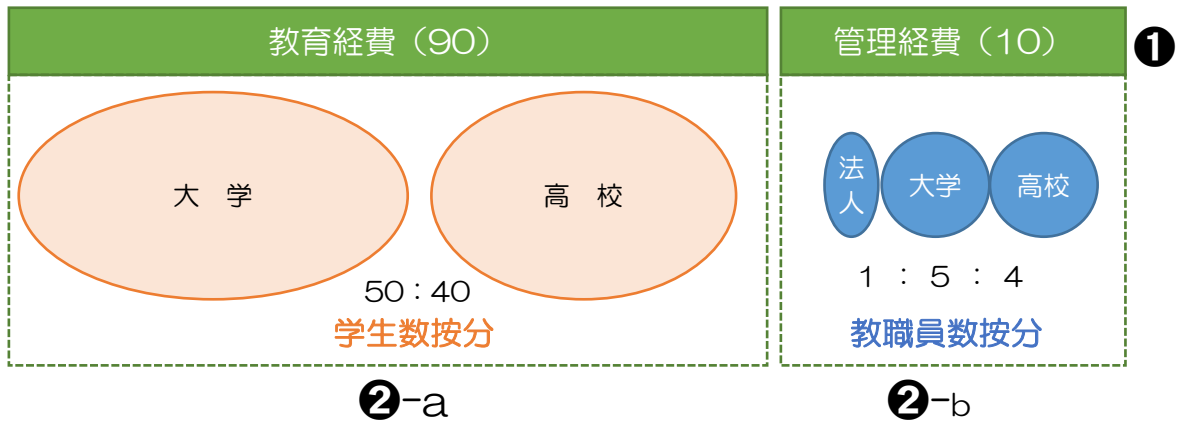 教育経費（90）
管理経費（10）
❶
大　学
高　校
法人
大学
高校
50：40
学生数按分
1 ： 5 ： 4
教職員数按分
❷-a
❷-b